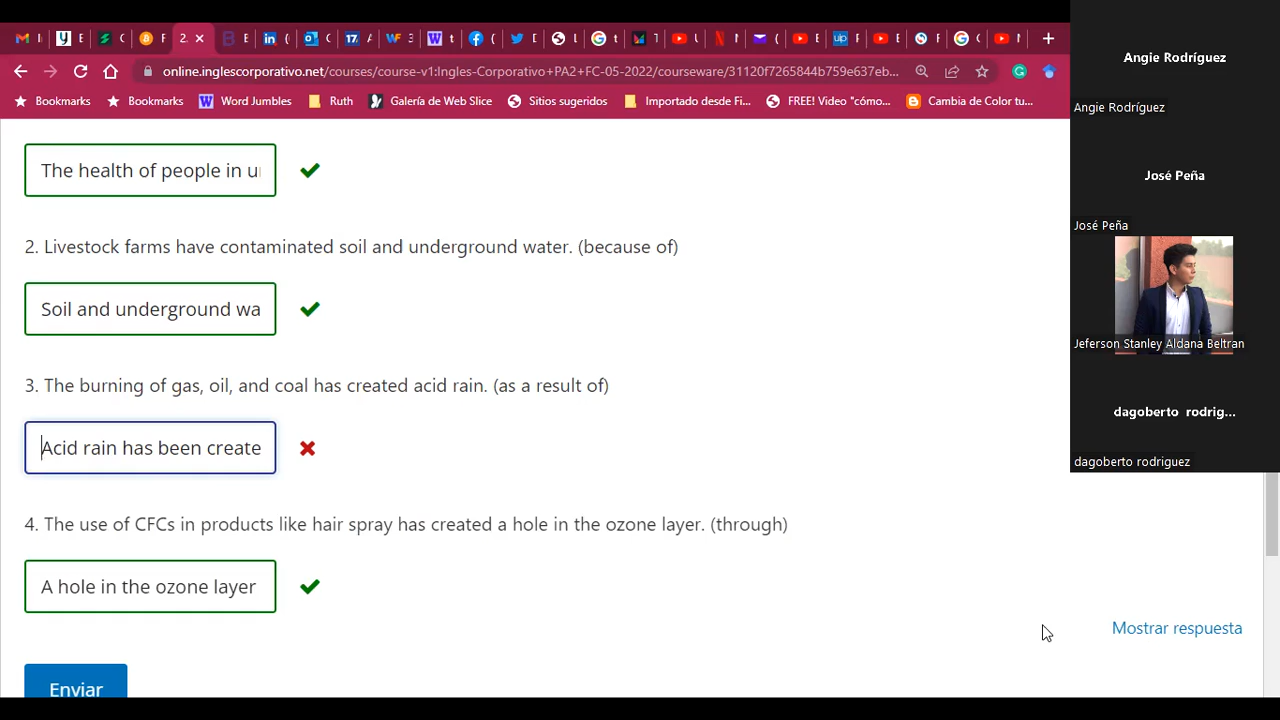 online.inglescorporativo.net/courses/course-v1:Ingles-Corporativo+PA2+FC-05-2022/courseware/31120f7265844b759e637eb...
Bookmarks Bookmarks Word Jumbles Ruth Galería de Web Slice Sitios sugeridos Importado desde Fi... FREE! Video "cómo... Cambia de Color tu...
The health of people in u
2. Livestock farms have contaminated soil and underground water. (because of)
Soil and underground wa
3. The burning of gas, oil, and coal has created acid rain. (as a result of)
Acid rain has been create
4. The use of CFCs in products like hair spray has created a hole in the ozone layer. (through)
A hole in the ozone layer
Mostrar respuesta
Enviar
Angie Rodríguez
Angie Rodríguez
José Peña
José Peña
Jeferson Stanley Aldana Beltran
dagoberto rodrig...
dagoberto rodriguez